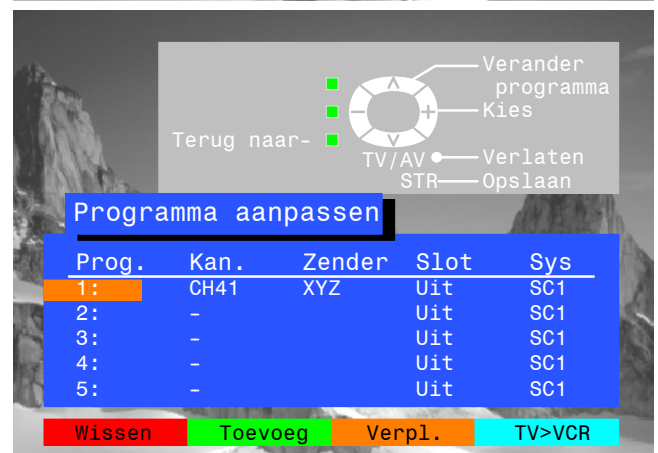 Verander
programma
Kies
Terug naar-
TV/AV Verlaten
STR Opslaan
Programma aanpassen
Prog. Kan. Zender Slot Sys
1: CH41 XYZ Uit SC1
2: - Uit SC1
3: - Uit SC1
4: - Uit SC1
5: - Uit SC1
Wissen Toevoeg Verpl. TV>VCR